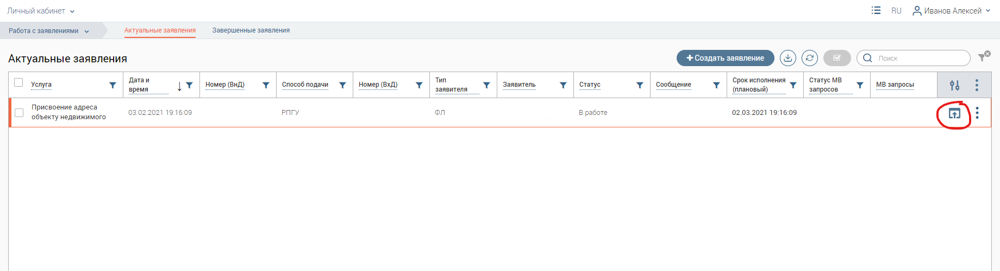 Личный кабинет
RU
Иванов Алексей
Работа с заявлениями
Актуальные заявления
Завершенные заявления
Актуальные заявления
Создать заявление
Поиск
Услуга
Дата и
время
Номер (ВнД)
Способ подачи
Номер (ВхД)
Тип
заявителя
Заявитель
Статус
Сообщение
Срок исполнения
(плановый)
Статус МВ
запросов
МВ запросы
Присвоение адреса
объекту недвижимого
03.02.2021 19:16:09
РПГУ
ФЛ
В работе
02.03.2021 19:16:09